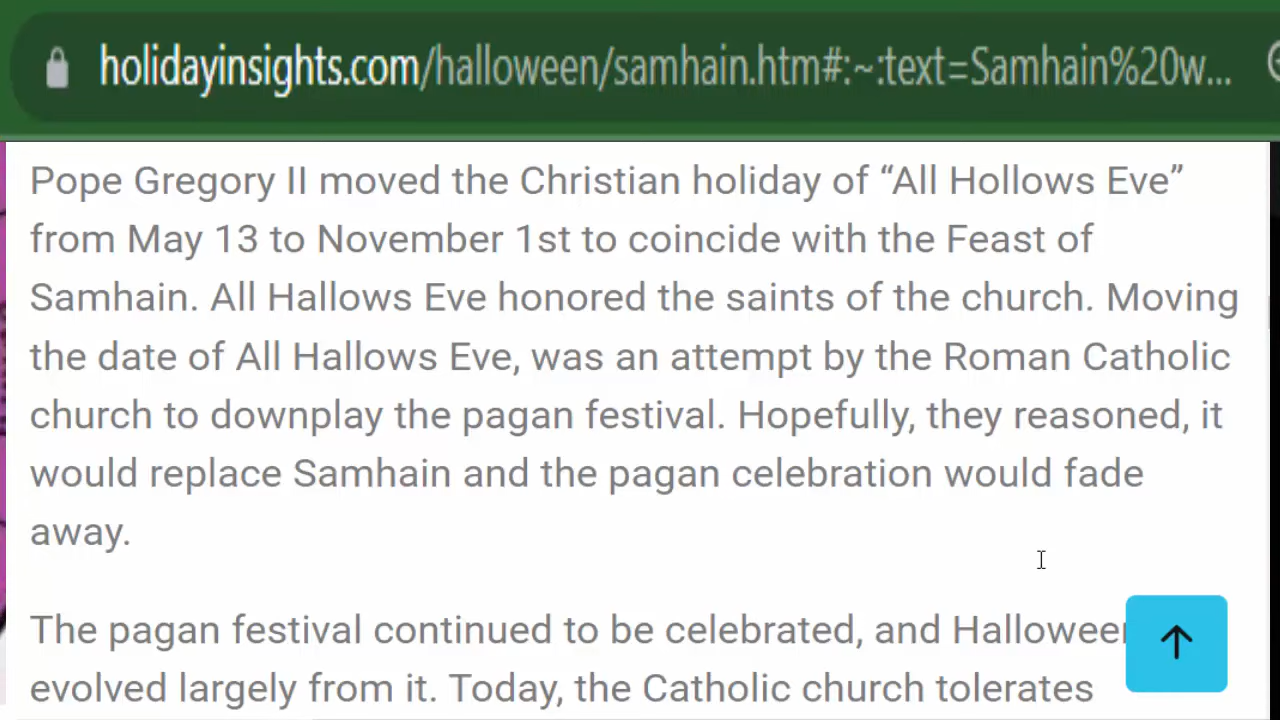 holidayinsights.com/halloween/samhain.htm#:~:text=Samhain%20w...
Pope Gregory II moved the Christian holiday of “All Hollows Eve”
from May 13 to November 1st to coincide with the Feast of
Samhain. All Hallows Eve honored the saints of the church. Moving
the date of All Hallows Eve, was an attempt by the Roman Catholic
church to downplay the pagan festival. Hopefully, they reasoned, it
would replace Samhain and the pagan celebration would fade
away.
The pagan festival continued to be celebrated, and Halloween
evolved largely from it. Today, the Catholic church tolerates